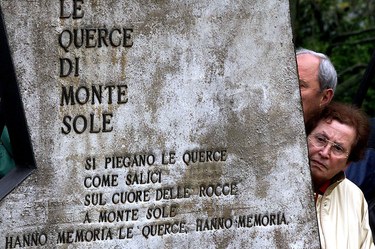 LE
QUERCE
DI
MONTE
SOLE
SI PIEGANO LE QUERCE
COME SALICI
SUL CUORE DELLE ROCCE
A MONTE SOLE
HANNO MEMORIA LE QUERCE, HANNO MEMORIA